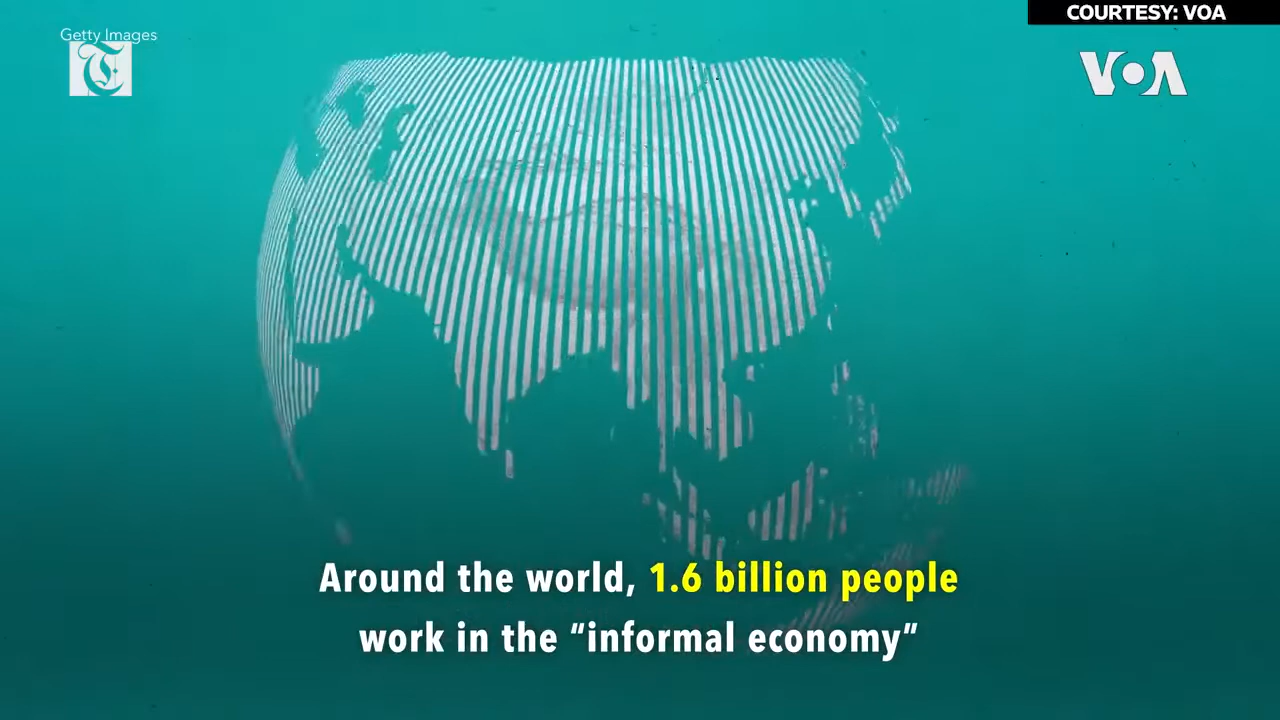 COURTESY: VOA
Getty Images
T
VOA
Around the world, 1.6 billion people
work in the “informal economy”